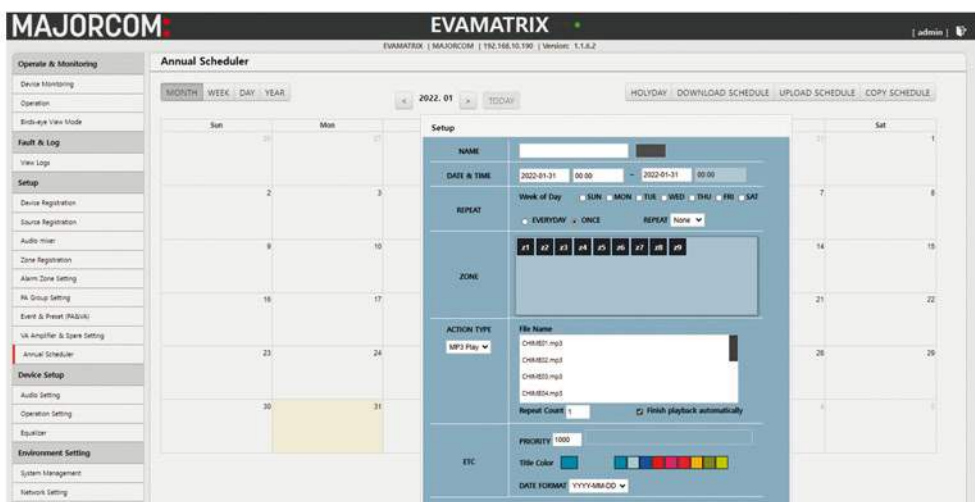 MAJORCOM:
EVAMATRIX
[ admin ]
EVAMATRIX | MAJORCOM | 192.168.10.190 | Version: 1.1.6.2
Operate & Monitoring
Device Monitoring
Operation
Birds-eye View Mode
Fault & Log
View Logs
Setup
Device Registration
Source Registration
Audio mixer
Zone Registration
Alarm Zone Setting
PA Group Setting
Event & Preset (PA&VA)
VA Amplifier & Spare Setting
Annual Scheduler
Device Setup
Audio Setting
Operation Setting
Equalizer
Environment Setting
System Management
Network Setting
Annual Scheduler
MONTH WEEK DAY YEAR
< 2022. 01 > TODAY
HOLYDAY DOWNLOAD SCHEDULE UPLOAD SCHEDULE COPY SCHEDULE
Sun Mon Sat
26 27 31 1
2 3 7 8
9 10 14 15
16 17 21 22
23 24 28 29
30 31 4 5
Setup
NAME
DATE & TIME 2022-01-31 00:00 ~ 2022-01-31 00:00
REPEAT
Week of Day SUN MON TUE WED THU FRI SAT
EVERYDAY ONCE REPEAT None
ZONE
z1 z2 z3 z4 z5 z6 z7 z8 z9
ACTION TYPE
MP3 Play
File Name
CHIME01.mp3
CHIME02.mp3
CHIME03.mp3
CHIME04.mp3
Repeat Count 1 Finish playback automatically
ETC
PRIORITY 1000
Title Color
DATE FORMAT YYYY-MM-DD